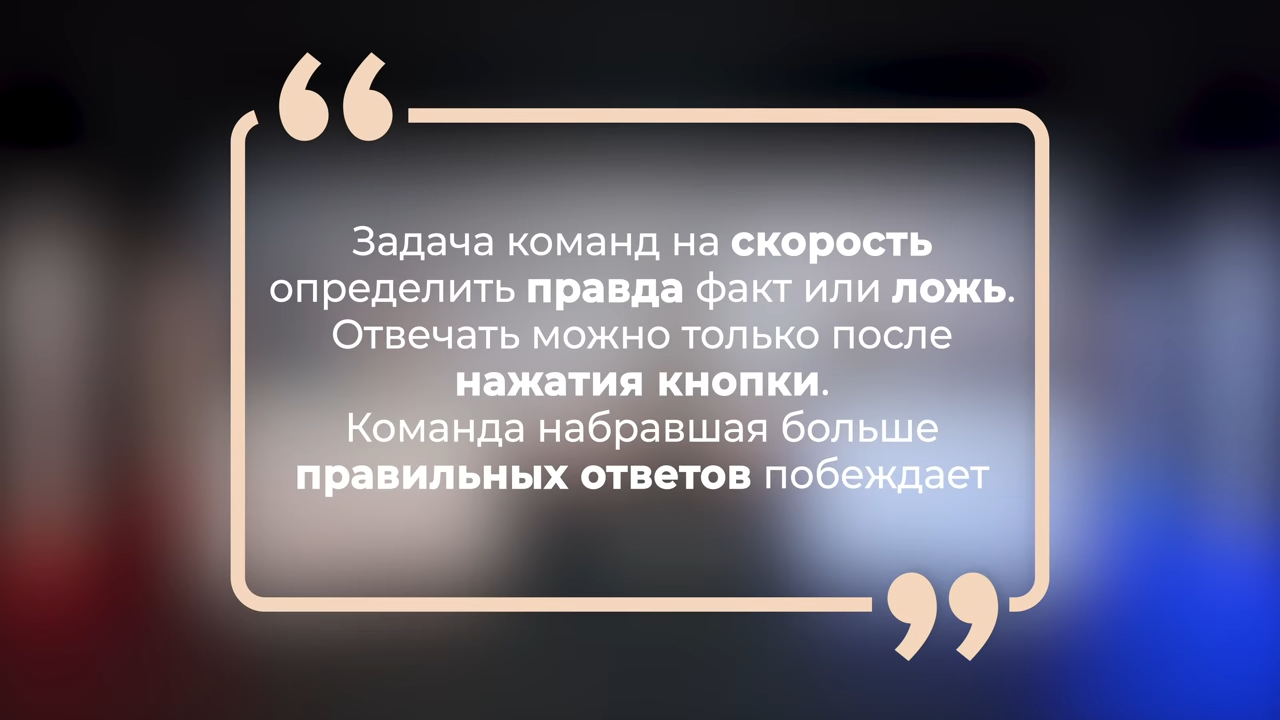 Задача команд на скорость
определить правда факт или ложь.
Отвечать можно только после
нажатия кнопки.
Команда набравшая больше
правильных ответов побеждает